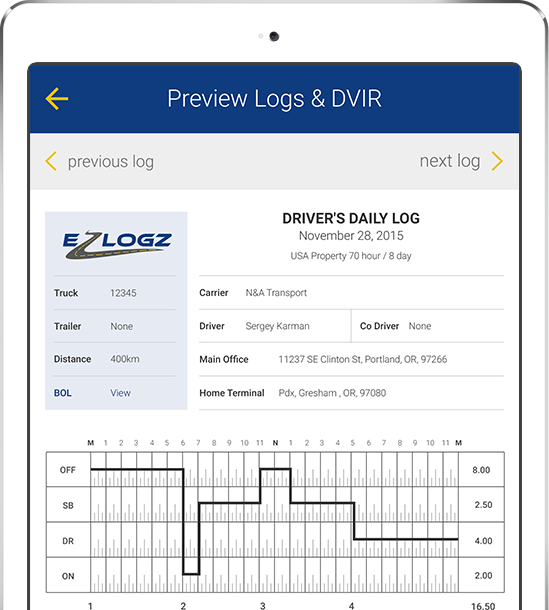 Preview Logs & DVIR
previous log
next log
EZLOGZ
DRIVER'S DAILY LOG
November 28, 2015
USA Property 70 hour / 8 day
Truck 12345
Trailer None
Distance 400km
BOL View
Carrier N&A Transport
Driver Sergey Karman Co Driver None
Main Office 11237 SE Clinton St, Portland, OR, 97266
Home Terminal Pdx, Gresham , OR, 97080
M 1 2 3 4 5 6 7 8 9 10 11 N 1 2 3 4 5 6 7 8 9 10 11 M
OFF 8.00
SB 2.50
DR 4.00
ON 2.00
1 2 3 4 16.50